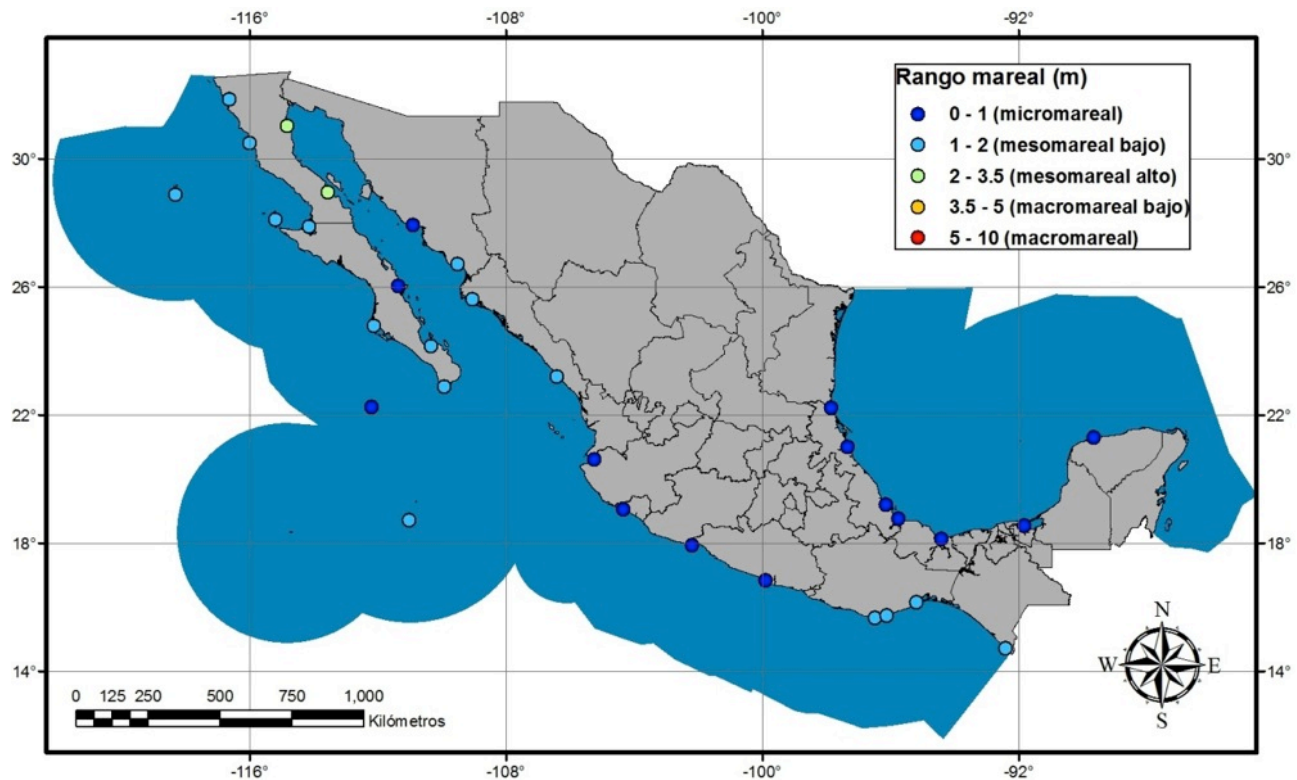 -116° -108° -100° -92°
Rango mareal (m)
0 - 1 (micromareal)
1 - 2 (mesomareal bajo)
2 - 3.5 (mesomareal alto)
3.5 - 5 (macromareal bajo)
5 - 10 (macromareal)
30° 30°
26° 26°
22° 22°
18° 18°
14° 14°
N
W E
S
0 125 250 500 750 1,000
Kilómetros
-116° -108° -100° -92°